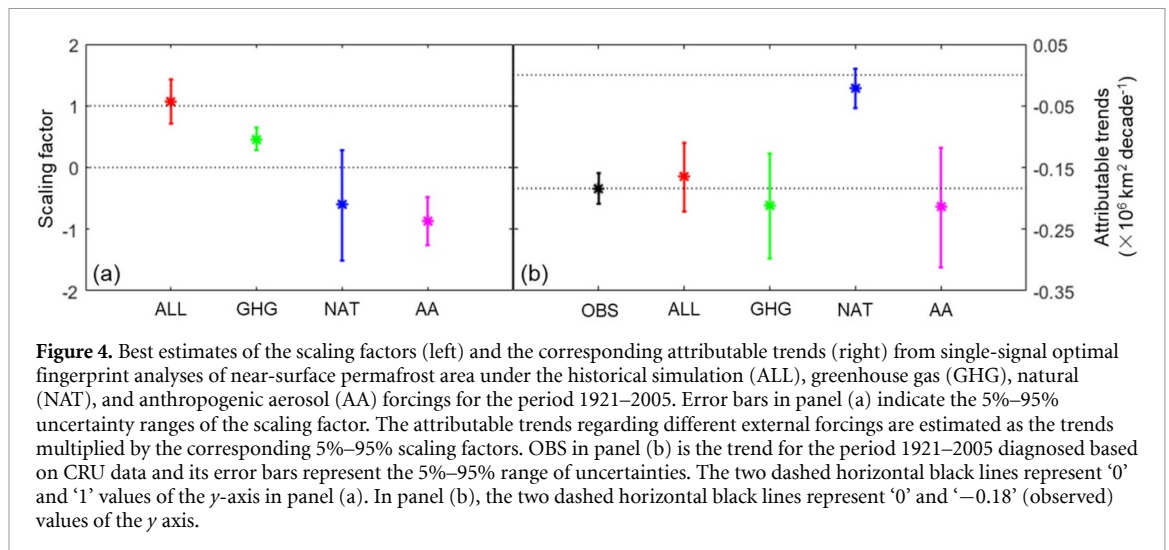 2
1
0
-1
-2
Scaling factor
(a)
ALL GHG NAT AA
(b)
OBS ALL GHG NAT AA
0.05
-0.05
-0.15
-0.25
-0.35
Attributable trends
(×10⁶ km² decade⁻¹)
Figure 4. Best estimates of the scaling factors (left) and the corresponding attributable trends (right) from single-signal optimal
fingerprint analyses of near-surface permafrost area under the historical simulation (ALL), greenhouse gas (GHG), natural
(NAT), and anthropogenic aerosol (AA) forcings for the period 1921–2005. Error bars in panel (a) indicate the 5%–95%
uncertainty ranges of the scaling factor. The attributable trends regarding different external forcings are estimated as the trends
multiplied by the corresponding 5%–95% scaling factors. OBS in panel (b) is the trend for the period 1921–2005 diagnosed based
on CRU data and its error bars represent the 5%–95% range of uncertainties. The two dashed horizontal black lines represent ‘0’
and ‘1’ values of the y-axis in panel (a). In panel (b), the two dashed horizontal black lines represent ‘0’ and ‘−0.18’ (observed)
values of the y axis.